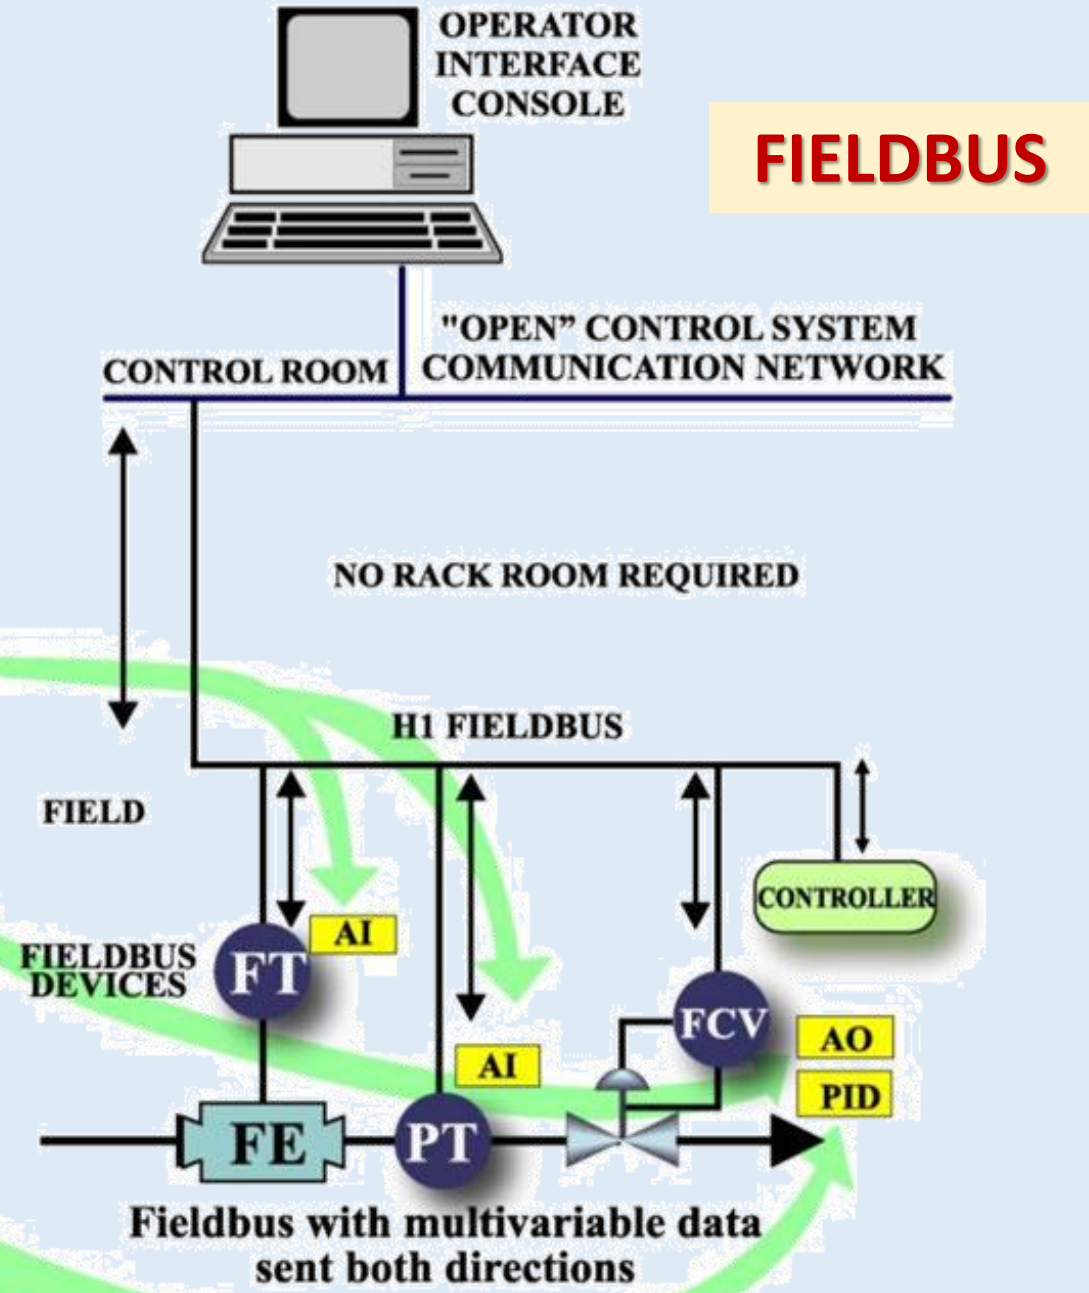 OPERATOR
INTERFACE
CONSOLE
FIELDBUS
"OPEN” CONTROL SYSTEM
COMMUNICATION NETWORK
CONTROL ROOM
NO RACK ROOM REQUIRED
H1 FIELDBUS
FIELD
CONTROLLER
AI
FIELDBUS
DEVICES
FT
FCV
AO
AI
PID
FE
PT
Fieldbus with multivariable data
sent both directions